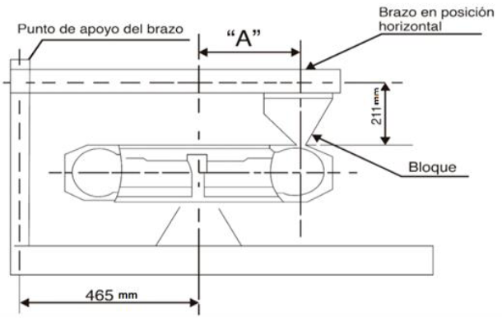 Punto de apoyo del brazo
“A”
Brazo en posición
horizontal
211 mm
Bloque
465 mm